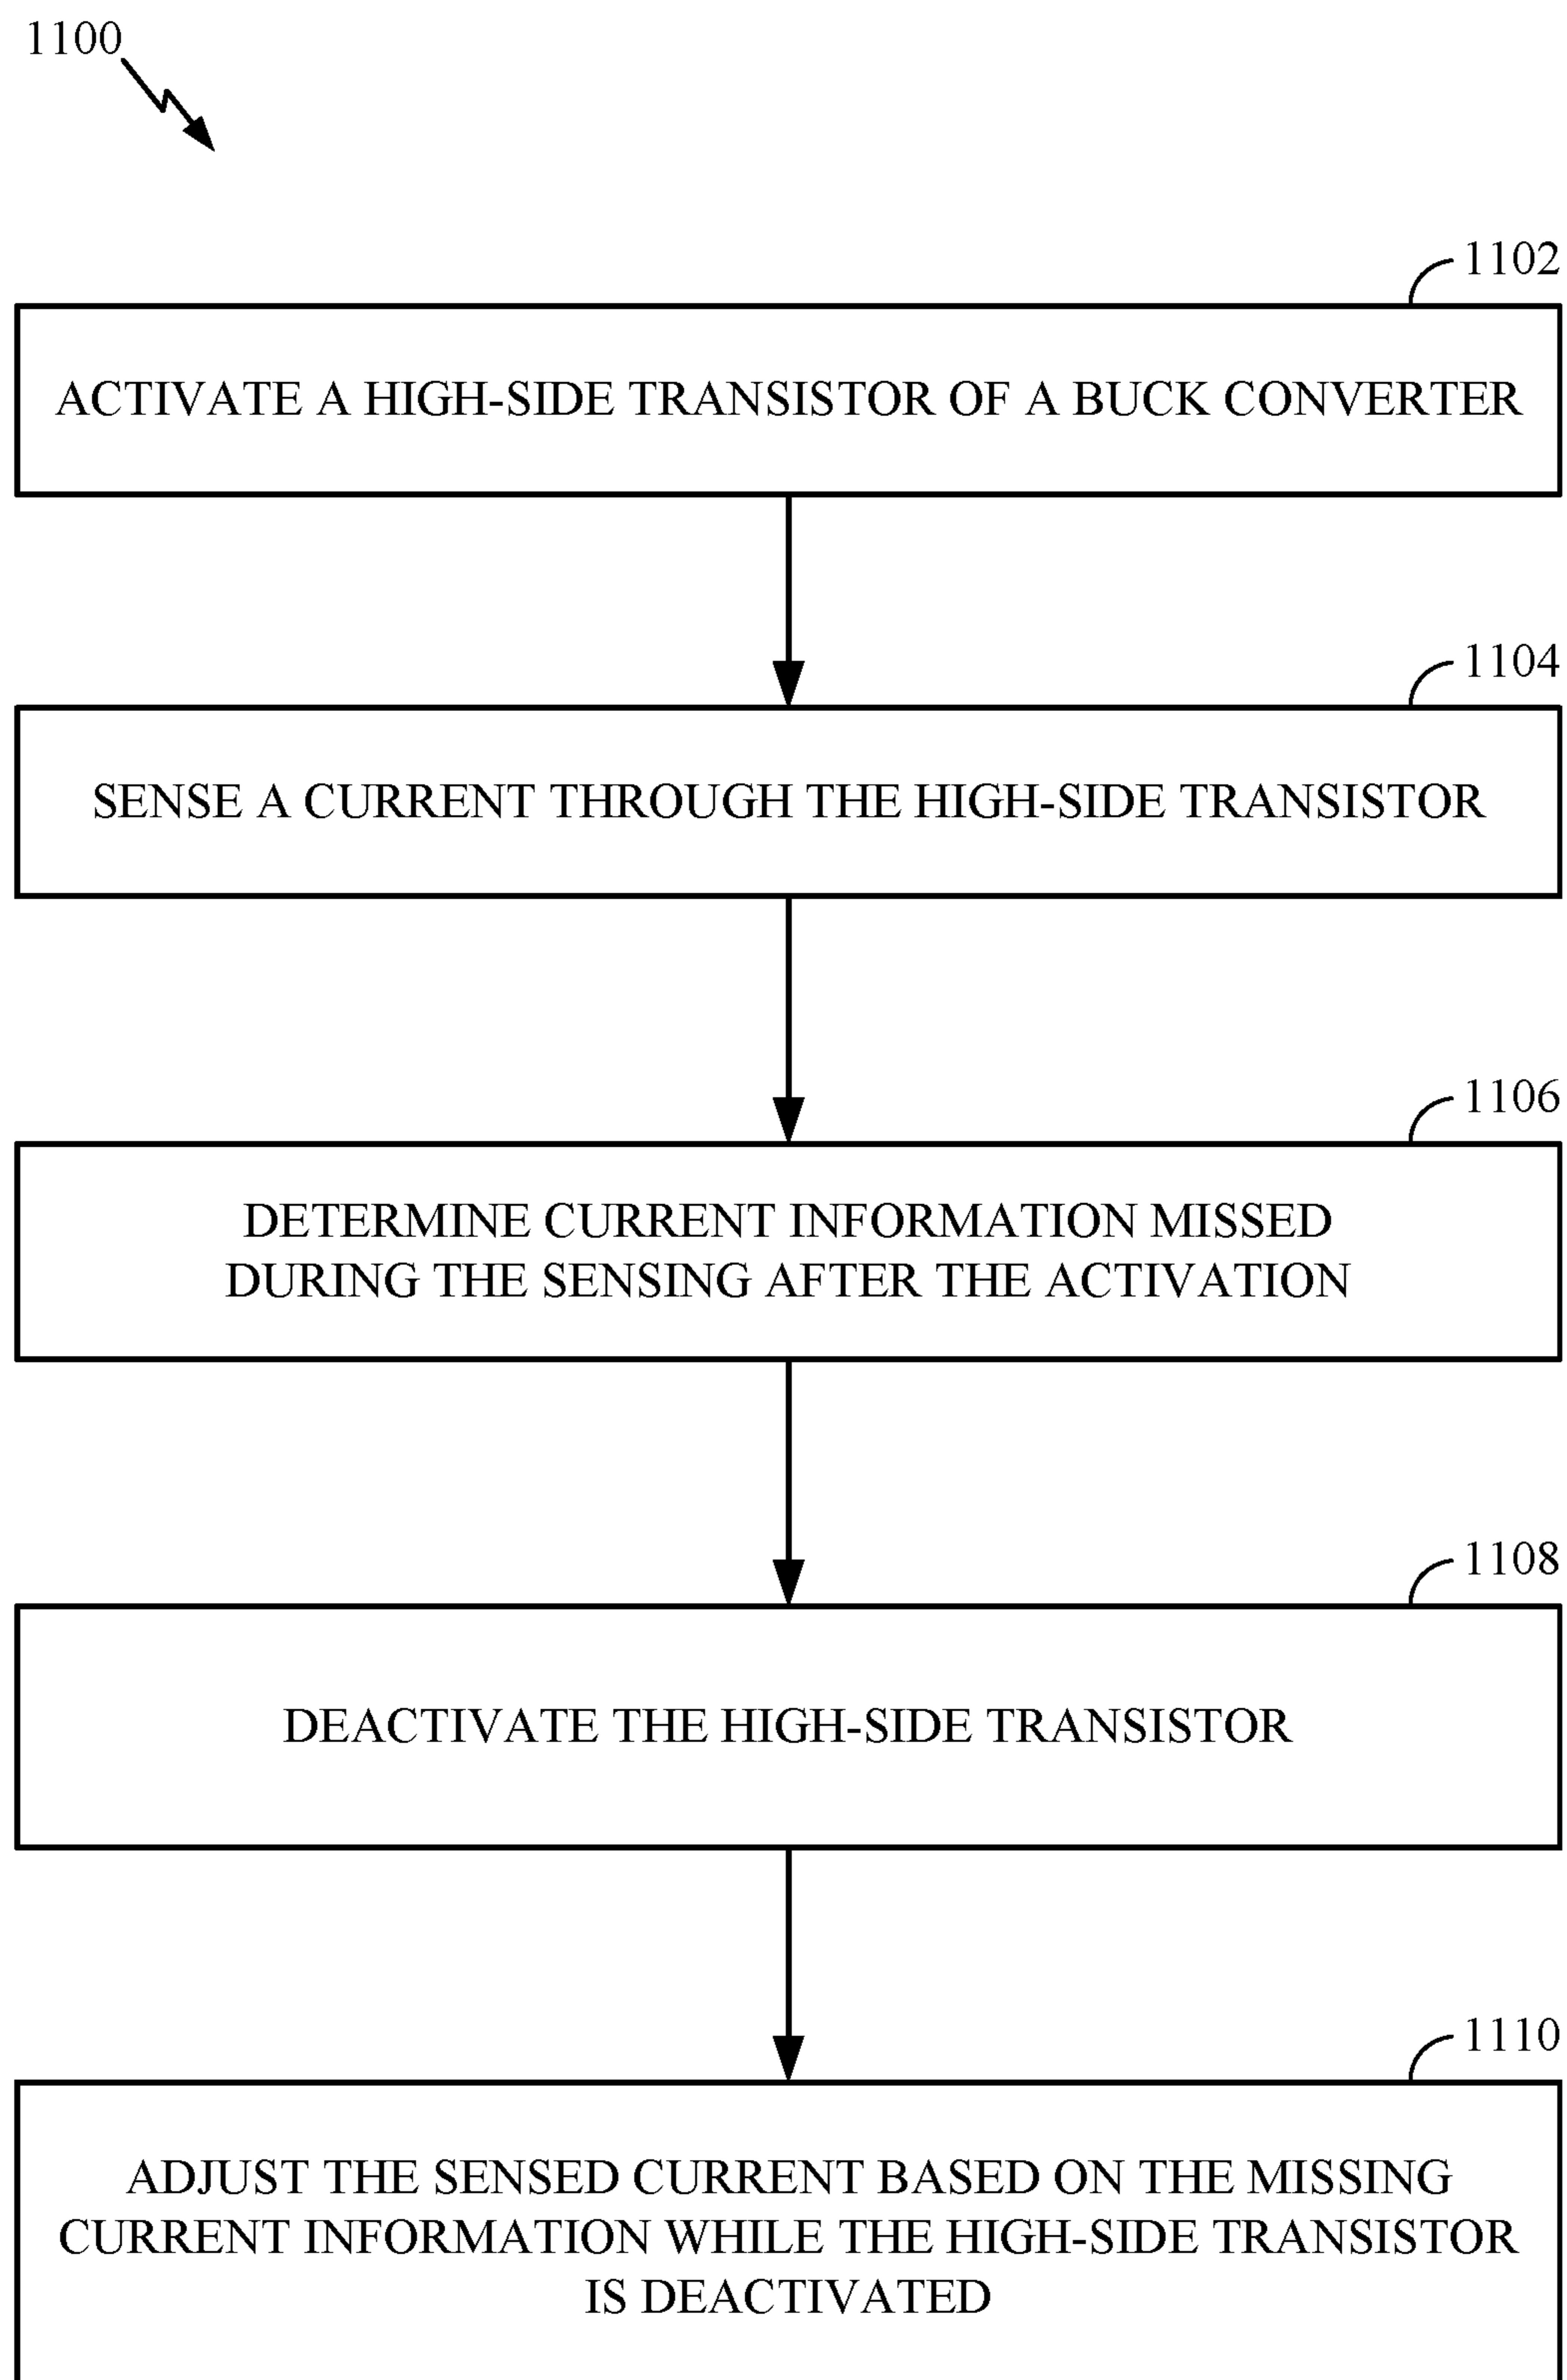 1100
1102
ACTIVATE A HIGH-SIDE TRANSISTOR OF A BUCK CONVERTER
1104
SENSE A CURRENT THROUGH THE HIGH-SIDE TRANSISTOR
1106
DETERMINE CURRENT INFORMATION MISSED
DURING THE SENSING AFTER THE ACTIVATION
1108
DEACTIVATE THE HIGH-SIDE TRANSISTOR
1110
ADJUST THE SENSED CURRENT BASED ON THE MISSING
CURRENT INFORMATION WHILE THE HIGH-SIDE TRANSISTOR
IS DEACTIVATED